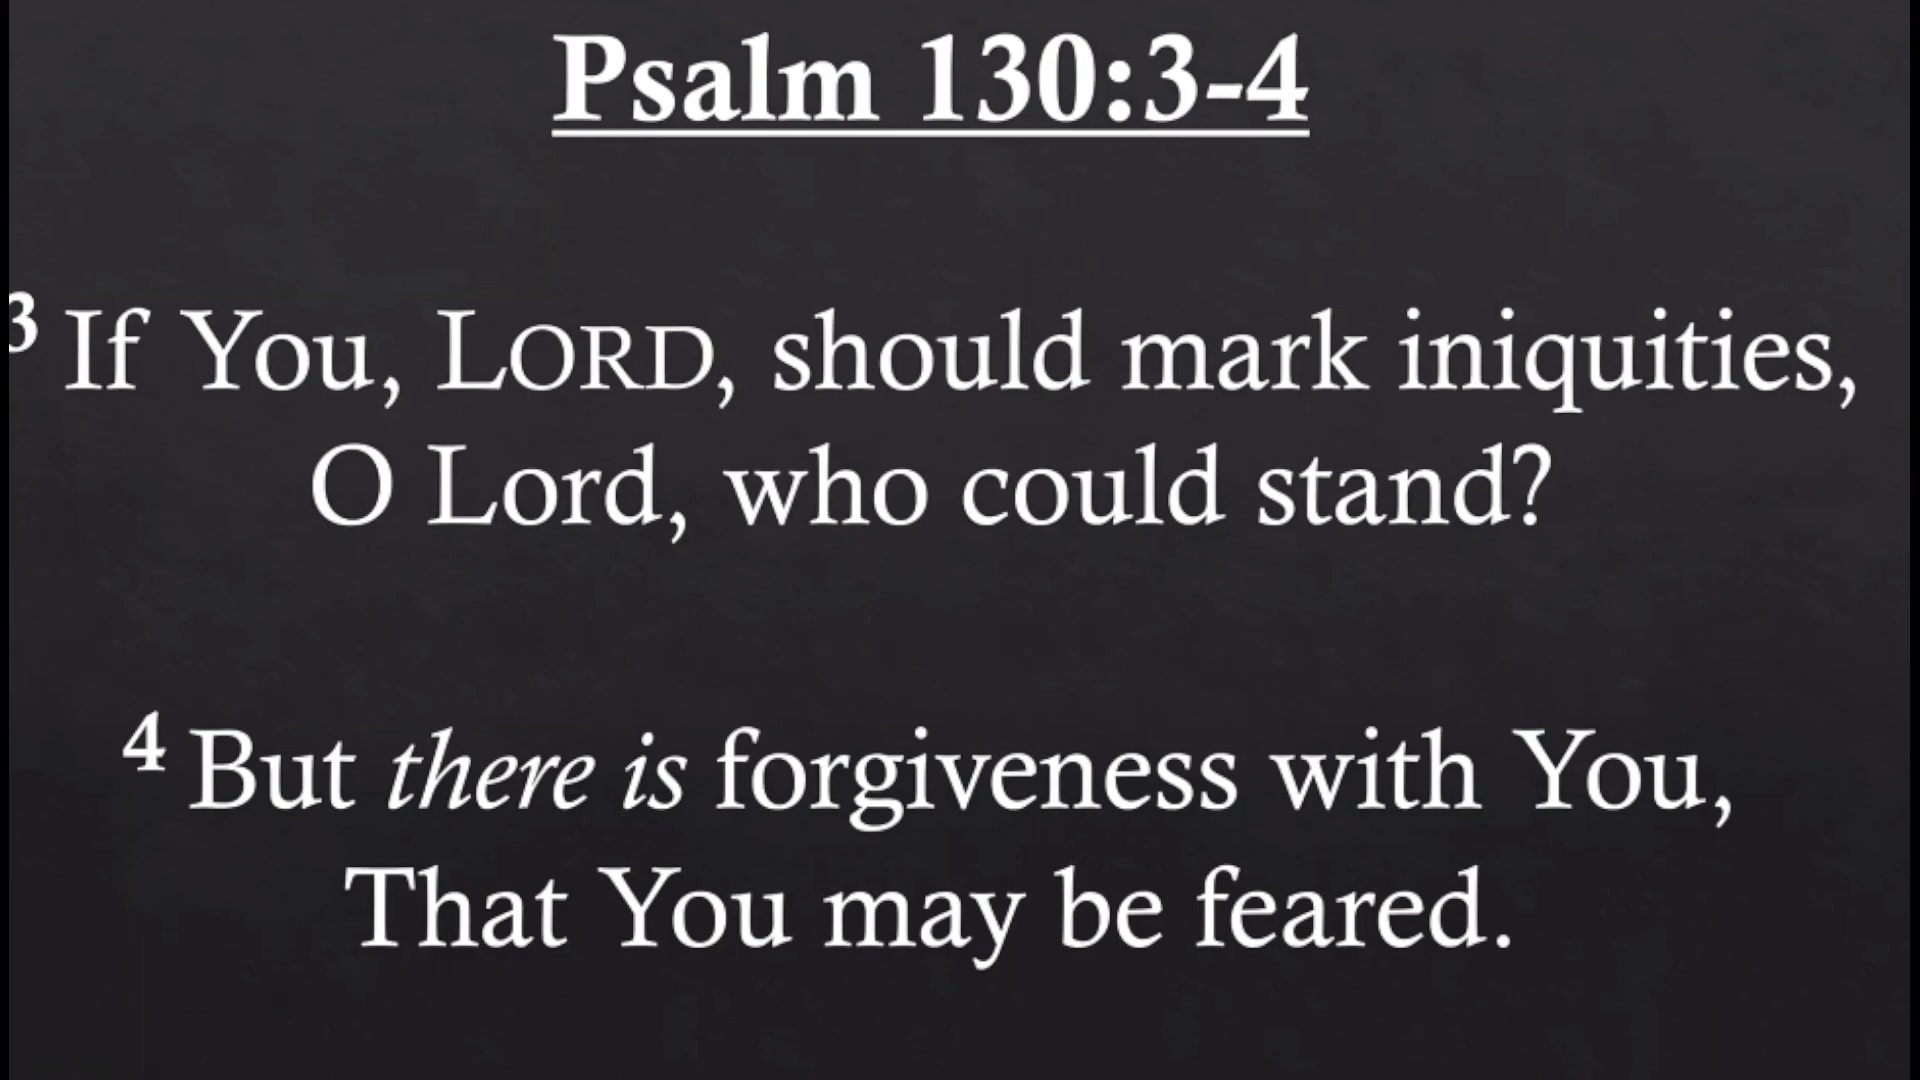 Psalm 130:3-4
3 If You, LORD, should mark iniquities,
O Lord, who could stand?
4 But there is forgiveness with You,
That You may be feared.